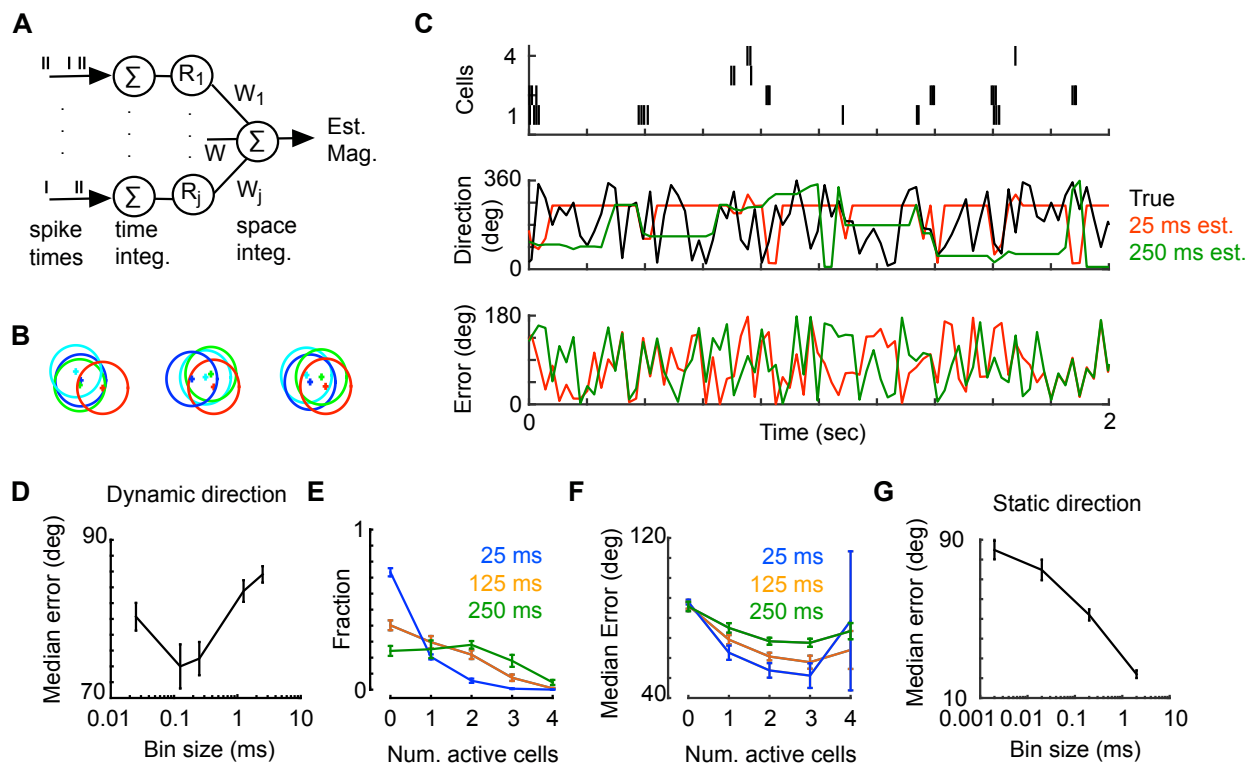 A
R1
W1
W
Est.
Mag.
Rj
Wj
Σ
Σ
Σ
spike
times
time
integ.
space
integ.
B
C
Cells
4
1
Direction
(deg)
360
0
True
25 ms est.
250 ms est.
Error (deg)
180
0
0
2
Time (sec)
D
Dynamic direction
Median error (deg)
90
70
0.01
0.1
1
10
Bin size (ms)
E
Fraction
1
0
25 ms
125 ms
250 ms
0
1
2
3
4
Num. active cells
F
Median Error (deg)
120
40
25 ms
125 ms
250 ms
0
1
2
3
4
Num. active cells
G
Static direction
Median error (deg)
90
10
0.001
0.01
0.1
1
10
Bin size (ms)